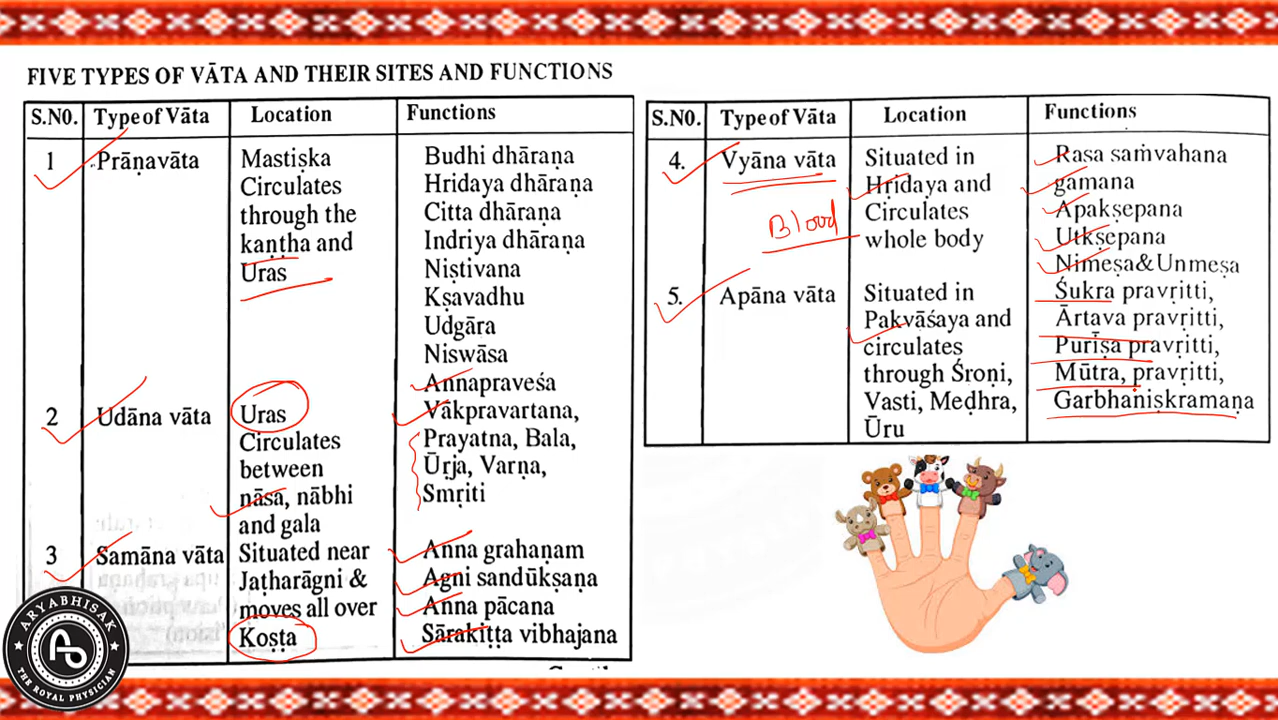 FIVE TYPES OF VĀTA AND THEIR SITES AND FUNCTIONS
S.N0. Type of Vāta Location Functions
1 Prāṇavāta Mastiṣka Budhi dhāraṇa
Circulates Hridaya dhāraṇa
through the Citta dhāraṇa
kaṇṭha and Indriya dhāraṇa
Uras Niṣtivana
Kṣavadhu
Udgāra
Niswāsa
Annapraveśa
2 Udāna vāta Uras Vākpravartana,
Circulates Prayatna, Bala,
between Ūrja, Varṇa,
nāsa, nābhi Smṛiti
and gala
3 Samāna vāta Situated near Anna grahaṇam
Jaṭharāgni & Agni sandūkṣaṇa
moves all over Anna pācana
Koṣṭa Sārakiṭṭa vibhajana
S.N0. Type of Vāta Location Functions
4. Vyāna vāta Situated in Rasa saṁvahana
Hṛidaya and gamana
Blood Circulates Apakṣepana
whole body Utkṣepana
Nimeṣa & Unmeṣa
5. Apāna vāta Situated in Śukra pravṛitti,
Pakvāśaya and Ārtava pravṛitti,
circulates Purīṣa pravṛitti,
through Śroṇi, Mūtra, pravṛitti,
Vasti, Meḍhra, Garbhaniṣkramaṇa
Ūru
ARYABHISAK
THE ROYAL PHYSICIAN